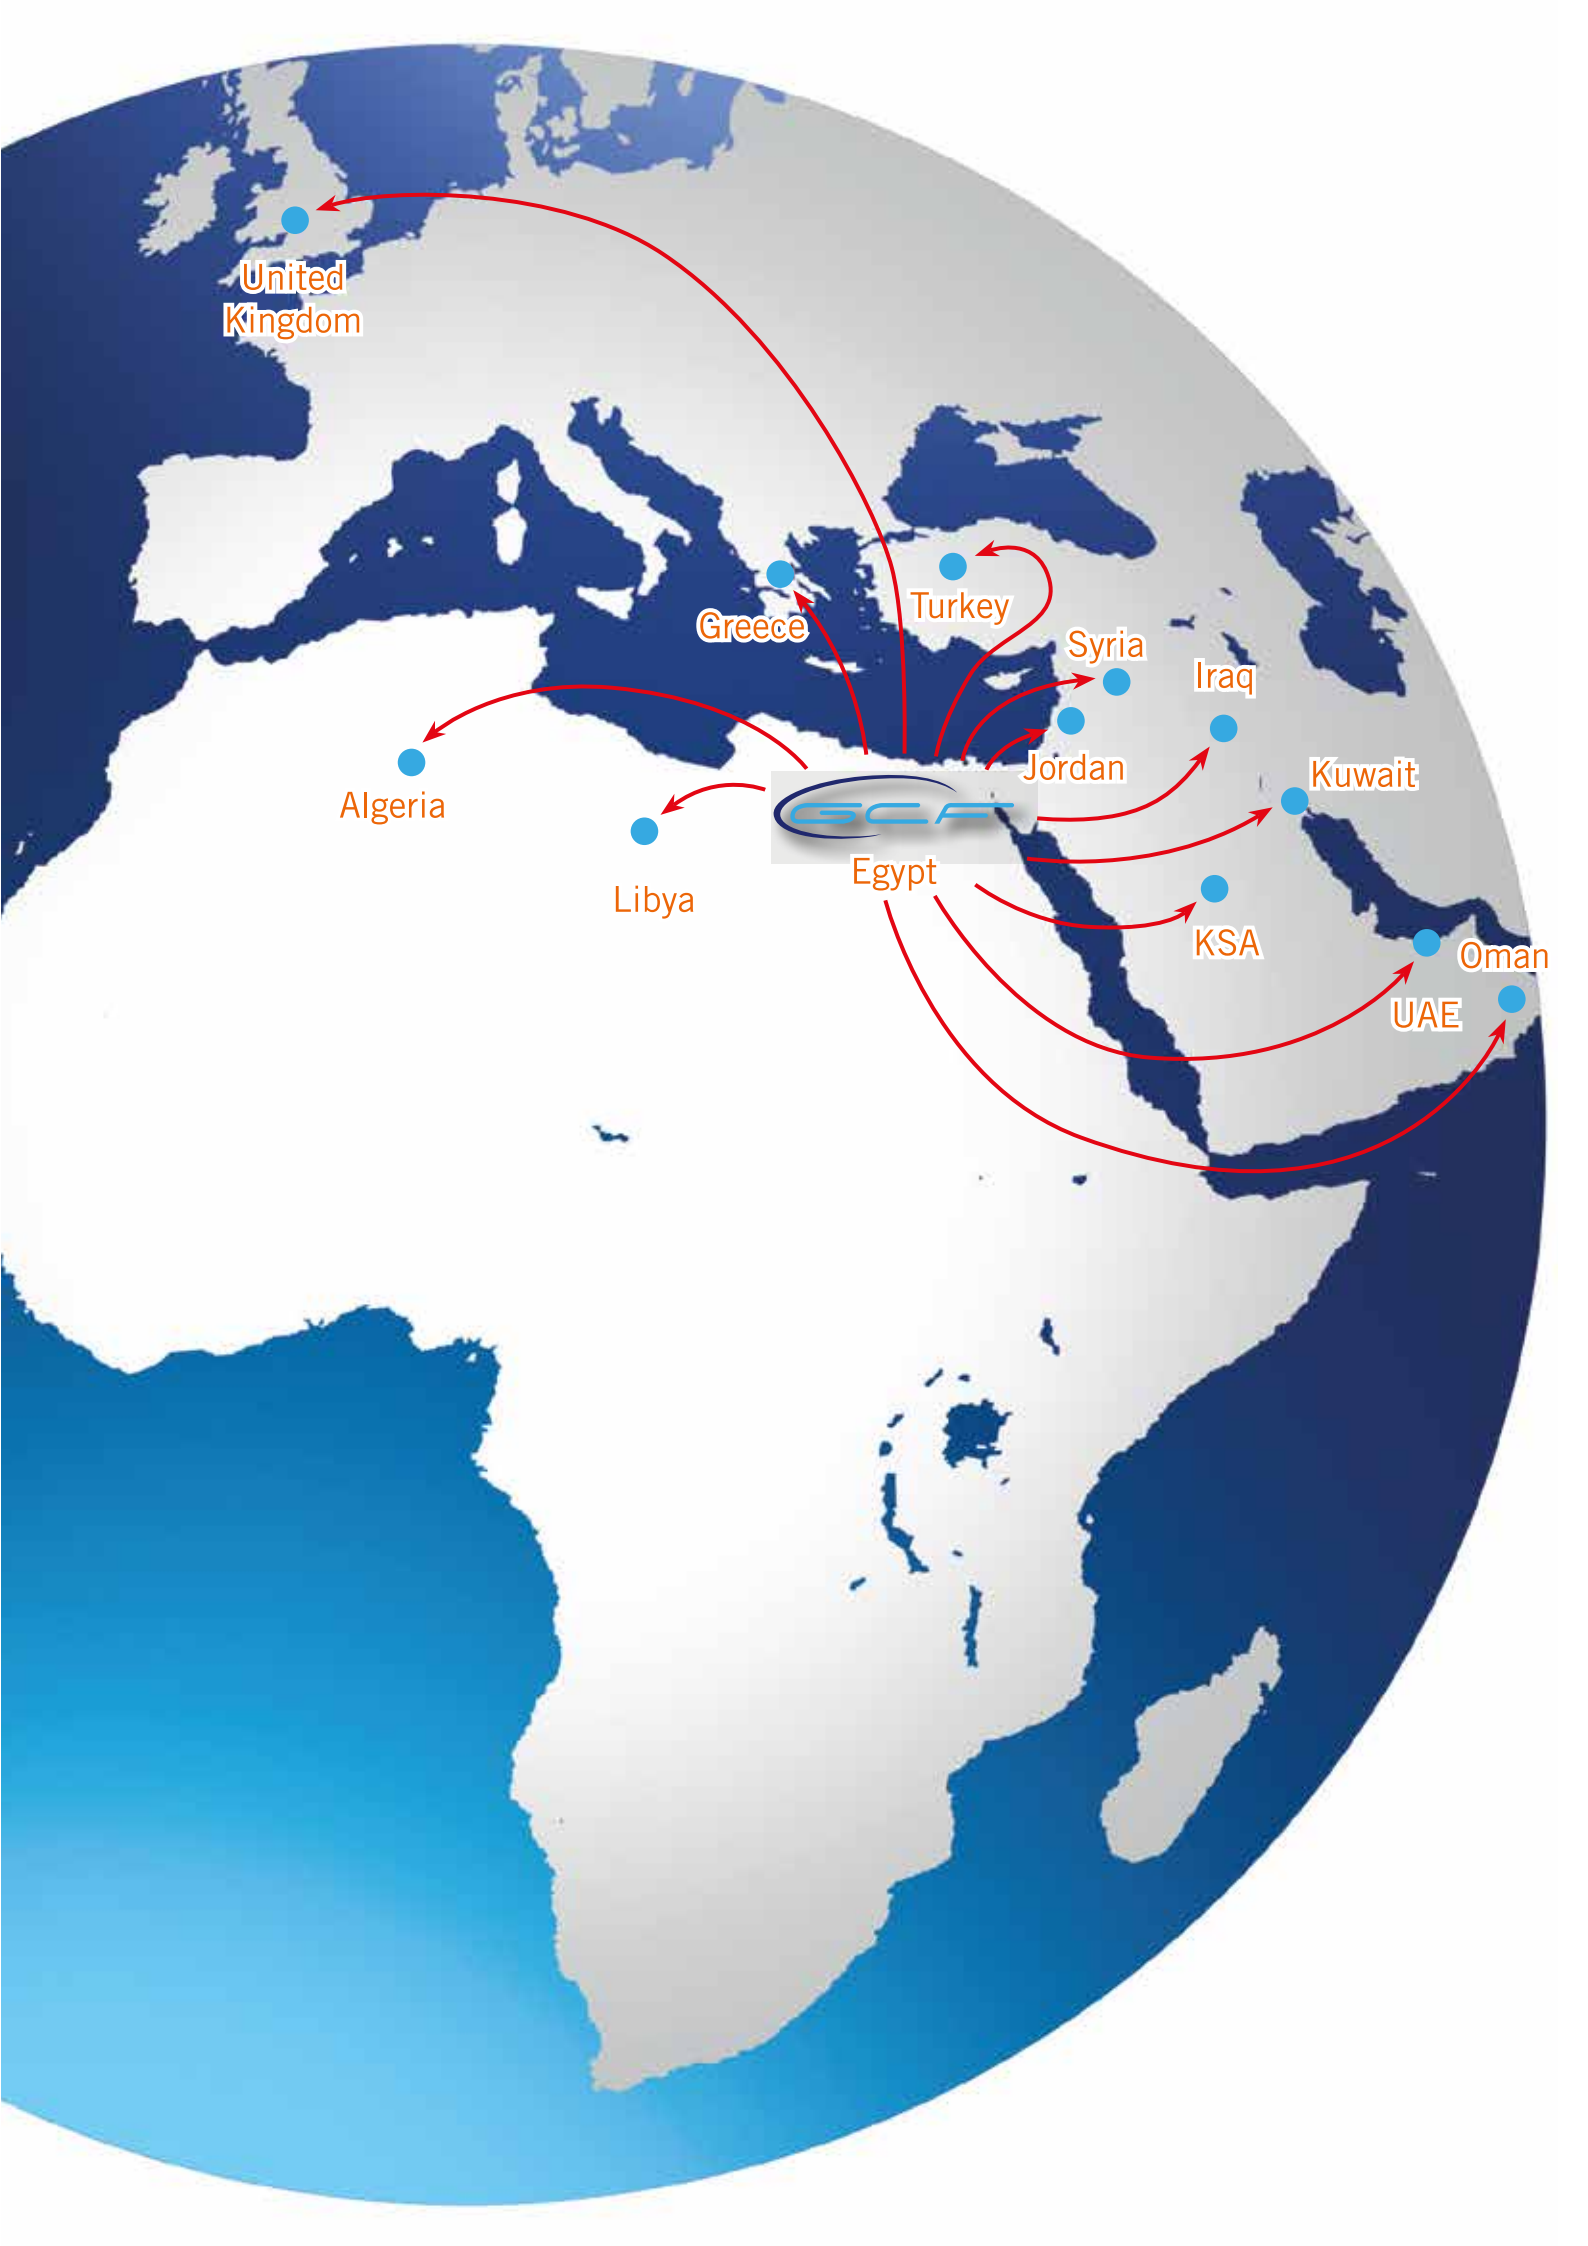 United
Kingdom
Turkey
Greece
Syria
Iraq
Jordan
Kuwait
Algeria
GCF
Egypt
Libya
KSA
Oman
UAE